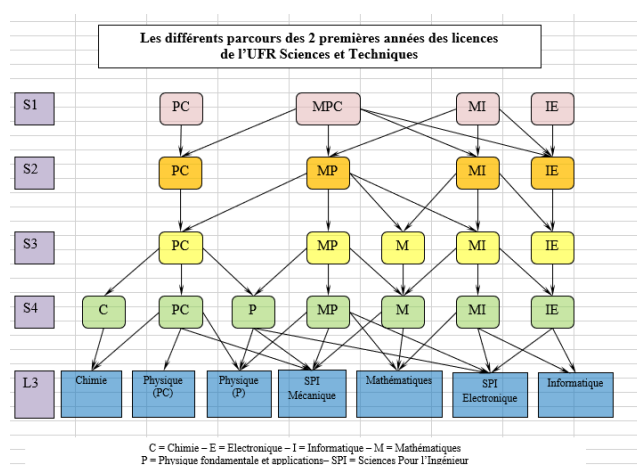 Les différents parcours des 2 premières années des licences
de l'UFR Sciences et Techniques
S1 PC MPC MI IE
S2 PC MP MI IE
S3 PC MP M MI IE
S4 C PC P MP M MI IE
L3 Chimie Physique (PC) Physique (P) SPI Mécanique Mathématiques SPI Electronique Informatique
C = Chimie – E = Electronique – I = Informatique – M = Mathématiques
P = Physique fondamentale et applications– SPI = Sciences Pour l'Ingénieur